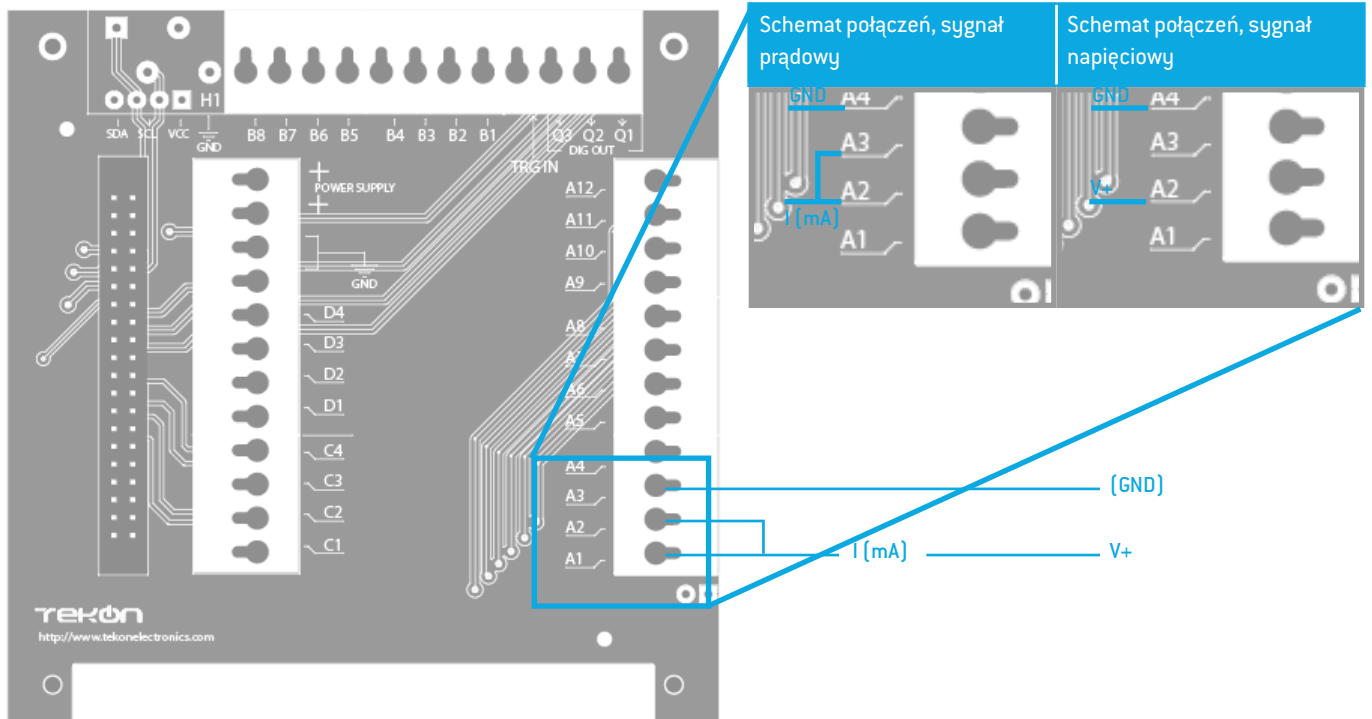 Schemat połączeń, sygnał
prądowy
Schemat połączeń, sygnał
napięciowy
GND A4
A3
A2
I (mA)
A1
GND A4
A3
V+ A2
A1
H1
SDA SCL VCC GND
B8 B7 B6 B5 B4 B3 B2 B1
Q3 Q2 Q1
DIG OUT
TRG IN
POWER SUPPLY
GND
D4
D3
D2
D1
C4
C3
C2
C1
A12
A11
A10
A9
A8
A7
A6
A5
A4
A3
A2
A1
(GND)
I (mA) V+
TEKON
http://www.tekonelectronics.com